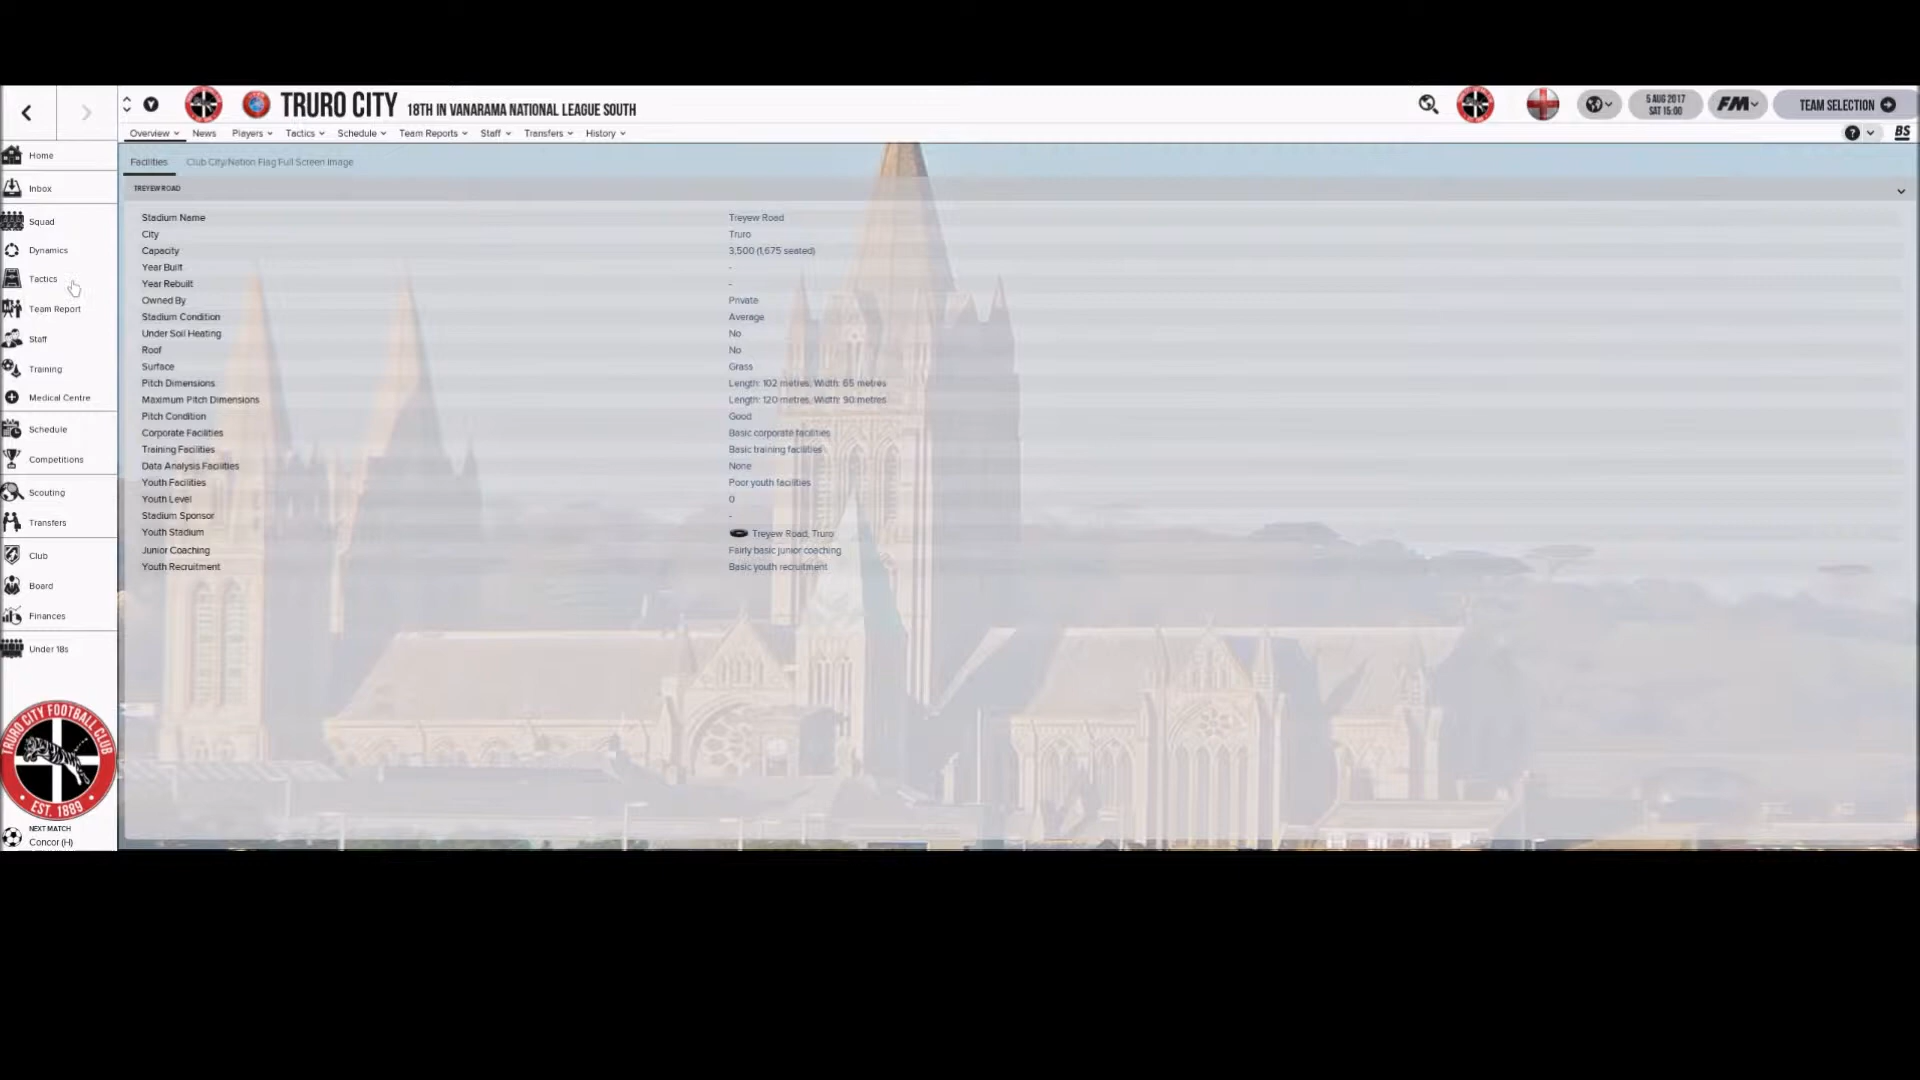 TRURO CITY 18TH IN VANARAMA NATIONAL LEAGUE SOUTH
5 AUG 2017
SAT 15:00
FM
TEAM SELECTION
Overview News Players Tactics Schedule Team Reports Staff Transfers History
? BS
Facilities Club City/Nation Flag Full Screen Image
TREYEW ROAD
Home
Inbox
Squad
Dynamics
Tactics
Team Report
Staff
Training
Medical Centre
Schedule
Competitions
Scouting
Transfers
Club
Board
Finances
Under 18s
TRURO CITY FOOTBALL CLUB
EST. 1889
NEXT MATCH
Concor (H)
Stadium Name Treyew Road
City Truro
Capacity 3,500 (1,675 seated)
Year Built -
Year Rebuilt -
Owned By Private
Stadium Condition Average
Under Soil Heating No
Roof No
Surface Grass
Pitch Dimensions Length: 102 metres, Width: 65 metres
Maximum Pitch Dimensions Length: 120 metres, Width: 90 metres
Pitch Condition Good
Corporate Facilities Basic corporate facilities
Training Facilities Basic training facilities
Data Analysis Facilities None
Youth Facilities Poor youth facilities
Youth Level 0
Stadium Sponsor -
Youth Stadium Treyew Road, Truro
Junior Coaching Fairly basic junior coaching
Youth Recruitment Basic youth recruitment